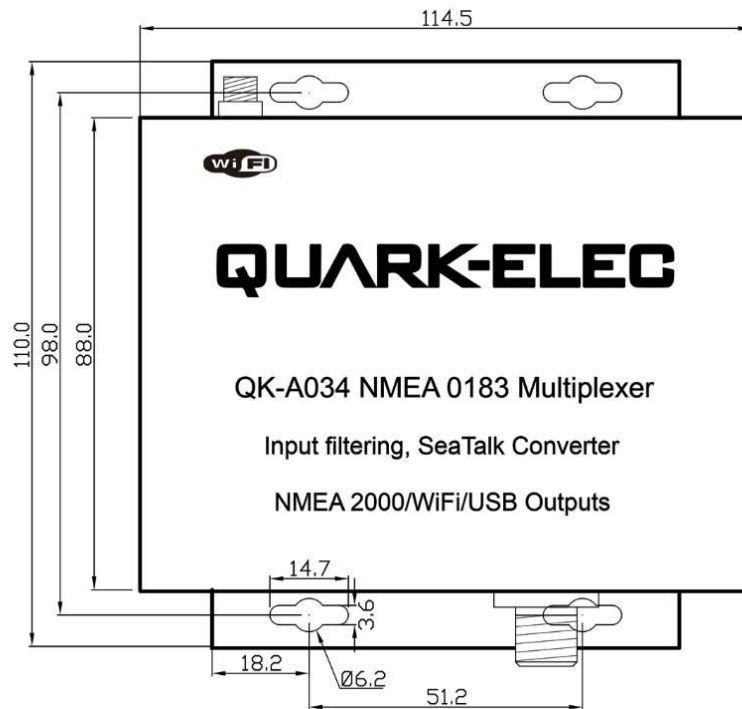 114.5
WiFi
QUARK-ELEC
110.0
98.0
88.0
QK-A034 NMEA 0183 Multiplexer
Input filtering, SeaTalk Converter
NMEA 2000/WiFi/USB Outputs
14.7
3.6
18.2
Ø6.2
51.2